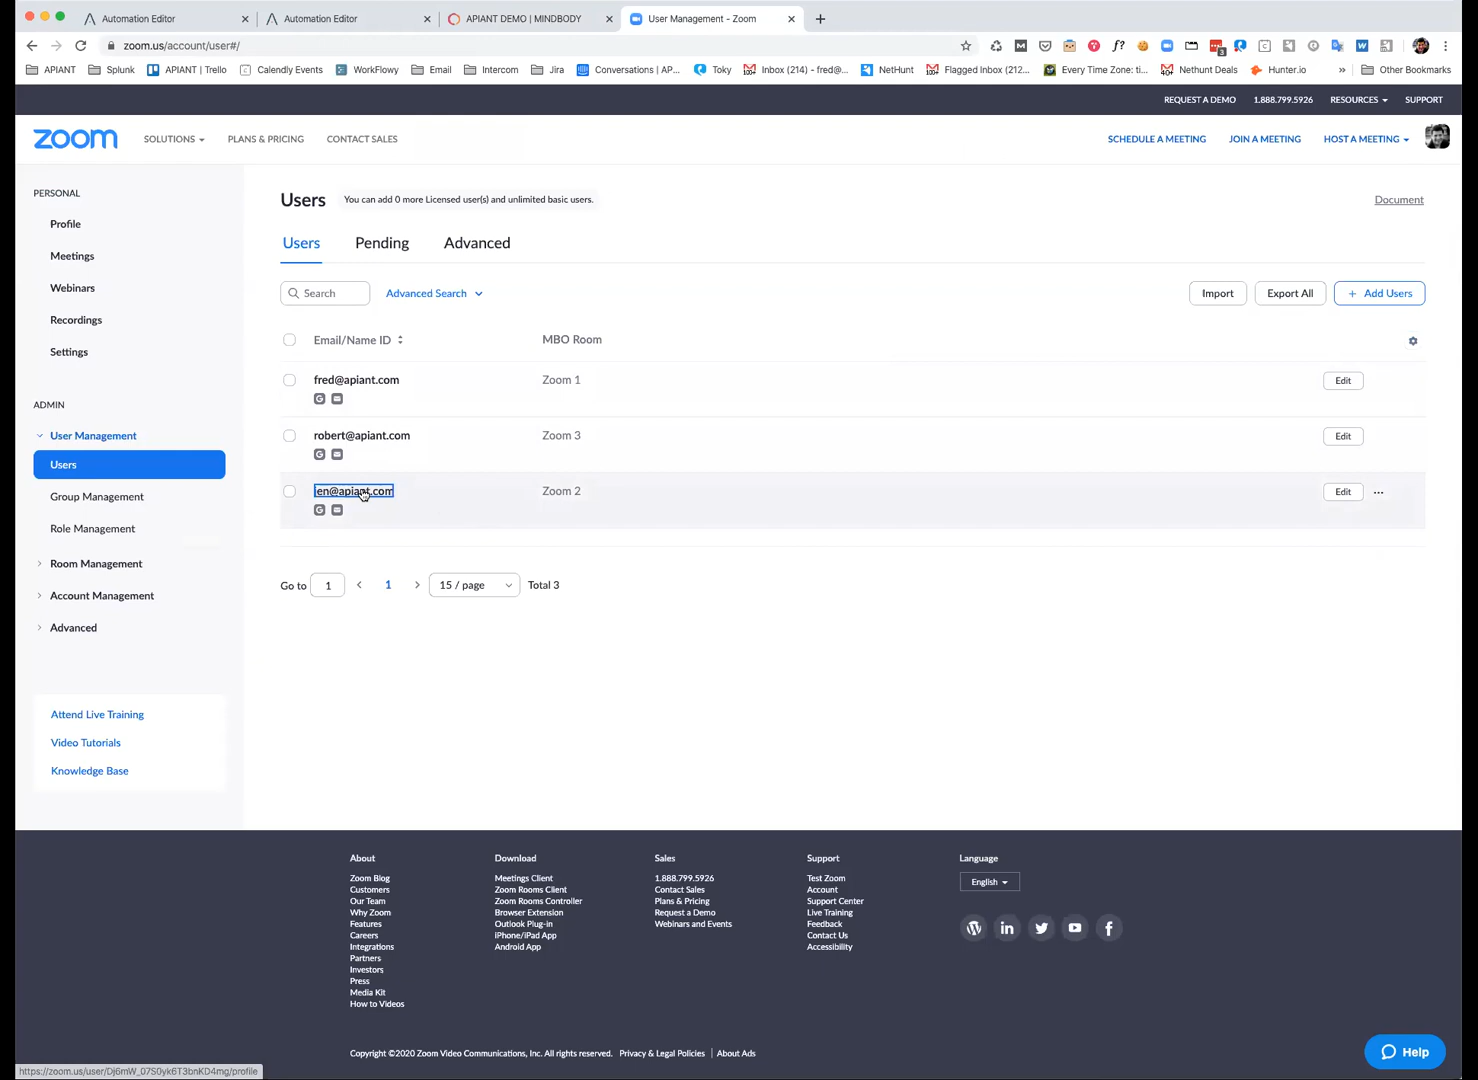 Automation Editor
Automation Editor
APIANT DEMO | MINDBODY
User Management - Zoom
zoom.us/account/user#/
APIANT
Splunk
APIANT | Trello
Calendly Events
WorkFlowy
Email
Intercom
Jira
Conversations | AP...
Toky
Inbox (214) - fred@...
NetHunt
Flagged Inbox (212...
Every Time Zone: ti...
Nethunt Deals
Hunter.io
»
Other Bookmarks
REQUEST A DEMO
1.888.799.5926
RESOURCES
SUPPORT
zoom
SOLUTIONS
PLANS & PRICING
CONTACT SALES
SCHEDULE A MEETING
JOIN A MEETING
HOST A MEETING
PERSONAL
Profile
Meetings
Webinars
Recordings
Settings
ADMIN
User Management
Users
Group Management
Role Management
Room Management
Account Management
Advanced
Attend Live Training
Video Tutorials
Knowledge Base
Users
You can add 0 more Licensed user(s) and unlimited basic users.
Document
Users
Pending
Advanced
Search
Advanced Search
Import
Export All
+ Add Users
Email/Name ID
MBO Room
fred@apiant.com
Zoom 1
Edit
robert@apiant.com
Zoom 3
Edit
Zoom 2
Edit
...
Go to
1
<
1
>
15 / page
Total 3
About
Zoom Blog
Customers
Our Team
Why Zoom
Features
Careers
Integrations
Partners
Investors
Press
Media Kit
How to Videos
Download
Meetings Client
Zoom Rooms Client
Zoom Rooms Controller
Browser Extension
Outlook Plug-in
iPhone/iPad App
Android App
Sales
1.888.799.5926
Contact Sales
Plans & Pricing
Request a Demo
Webinars and Events
Support
Test Zoom
Account
Support Center
Live Training
Feedback
Contact Us
Accessibility
Language
English
Copyright ©2020 Zoom Video Communications, Inc. All rights reserved.
Privacy & Legal Policies
| About Ads
Help